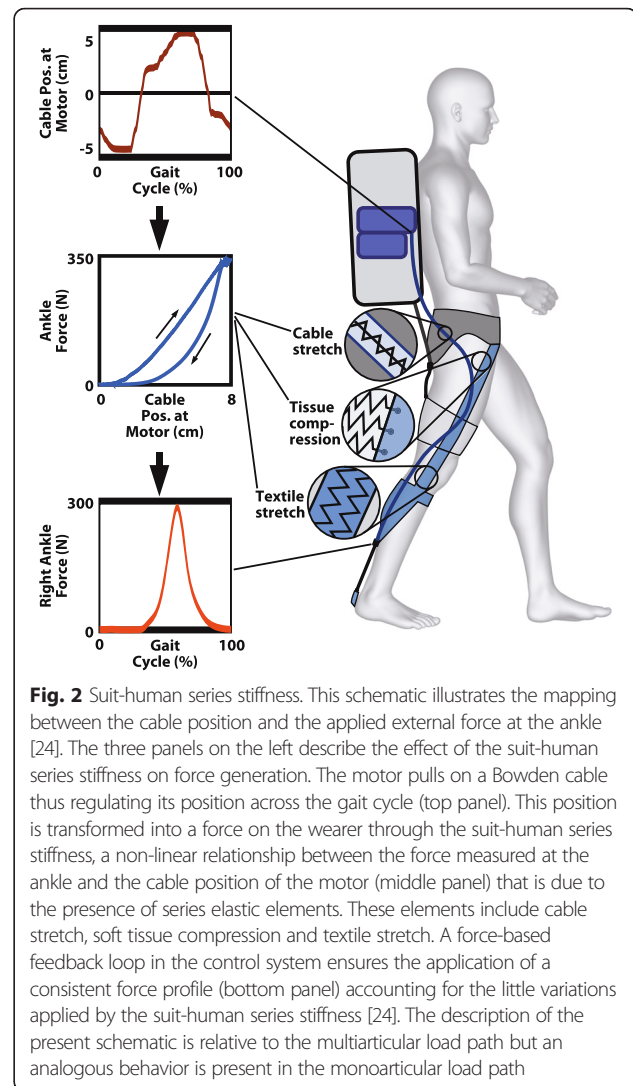 5
0
-5
Cable Pos. at
Motor (cm)
0
100
Gait
Cycle (%)
350
0
Ankle
Force (N)
0
8
Cable
Pos. at
Motor (cm)
300
0
Right Ankle
Force (N)
0
100
Gait
Cycle (%)
Cable
stretch
Tissue
comp-
ression
Textile
stretch
Fig. 2 Suit-human series stiffness. This schematic illustrates the mapping
between the cable position and the applied external force at the ankle
[24]. The three panels on the left describe the effect of the suit-human
series stiffness on force generation. The motor pulls on a Bowden cable
thus regulating its position across the gait cycle (top panel). This position
is transformed into a force on the wearer through the suit-human series
stiffness, a non-linear relationship between the force measured at the
ankle and the cable position of the motor (middle panel) that is due to
the presence of series elastic elements. These elements include cable
stretch, soft tissue compression and textile stretch. A force-based
feedback loop in the control system ensures the application of a
consistent force profile (bottom panel) accounting for the little variations
applied by the suit-human series stiffness [24]. The description of the
present schematic is relative to the multiarticular load path but an
analogous behavior is present in the monoarticular load path